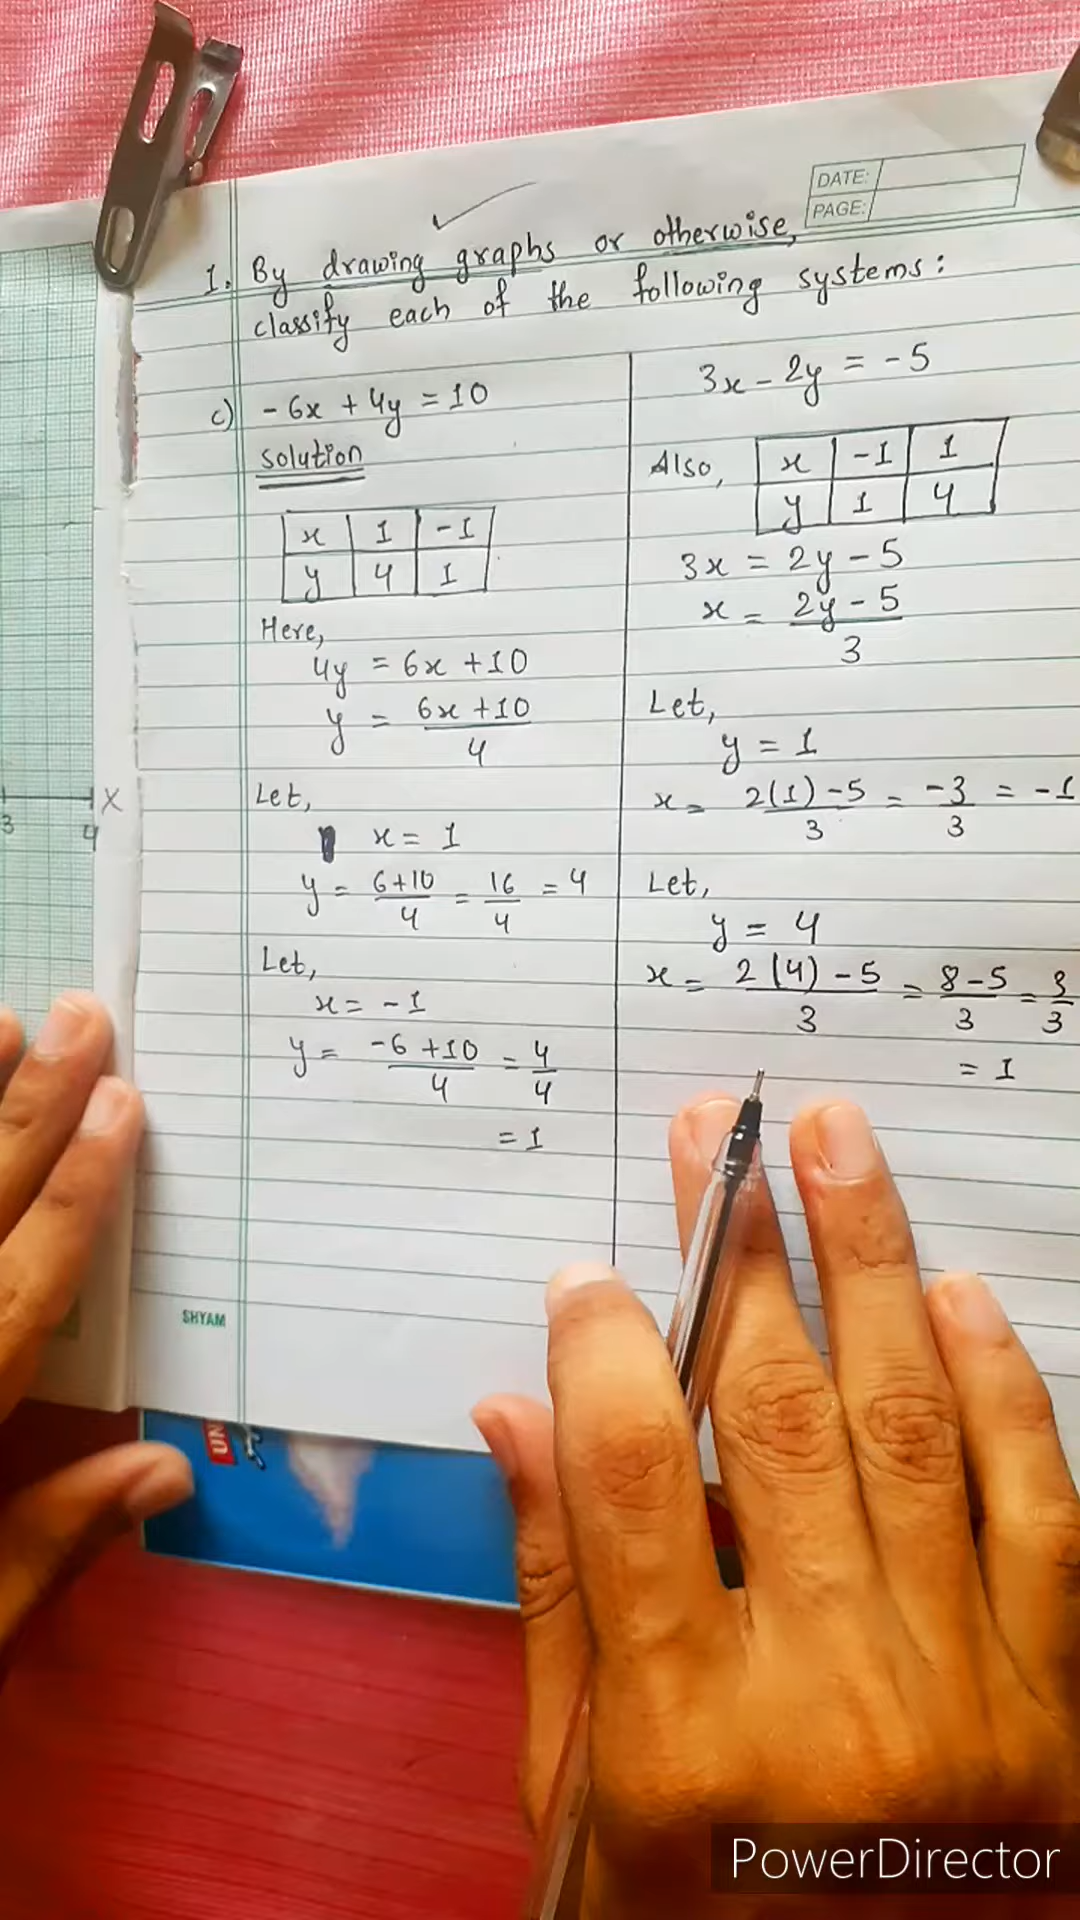 DATE:
PAGE:
1. By drawing graphs or otherwise,
classify each of the following systems:
c) -6x + 4y = 10
solution
x | 1 | -1
y | 4 | 1
Here,
4y = 6x + 10
y = 6x + 10 / 4
Let,
x = 1
y = 6+10 / 4 = 16 / 4 = 4
Let,
x = -1
y = -6 + 10 / 4 = 4 / 4
= 1
3x - 2y = -5
Also,
x | -1 | 1
y | 1 | 4
3x = 2y - 5
x = 2y - 5 / 3
Let,
y = 1
x = 2(1) - 5 / 3 = -3 / 3 = -1
Let,
y = 4
x = 2(4) - 5 / 3 = 8 - 5 / 3 = 3 / 3
= 1
X
3 4
SHYAM
UN
PowerDirector